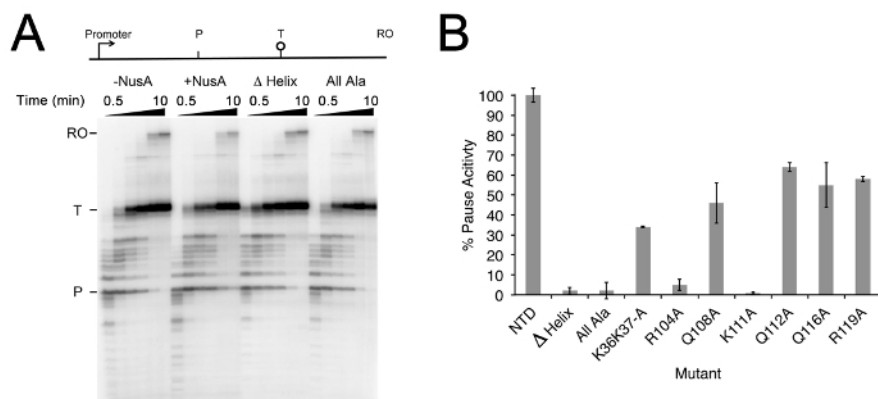 A
Promoter P T RO
-NusA +NusA Δ Helix All Ala
Time (min) 0.5 10 0.5 10 0.5 10 0.5 10
RO
T
P
B
% Pause Acitivty
100
90
80
70
60
50
40
30
20
10
0
NTD
Δ Helix
All Ala
K36K37-A
R104A
Q108A
K111A
Q112A
Q116A
R119A
Mutant